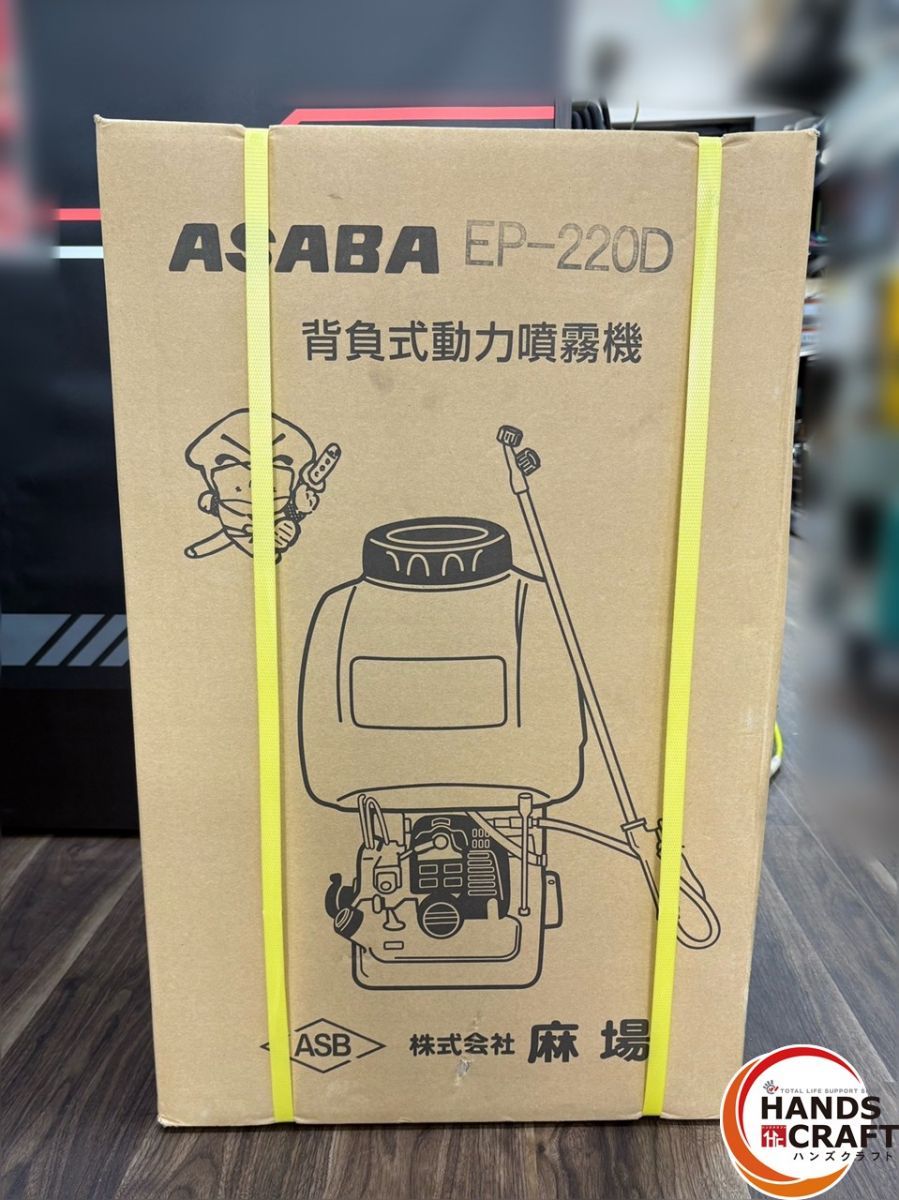 ASABA EP-220D
背負式動力噴霧機
ASB 株式会社 麻場
TOTAL LIFE SUPPORT
HANDS
CRAFT
ハンズクラフト